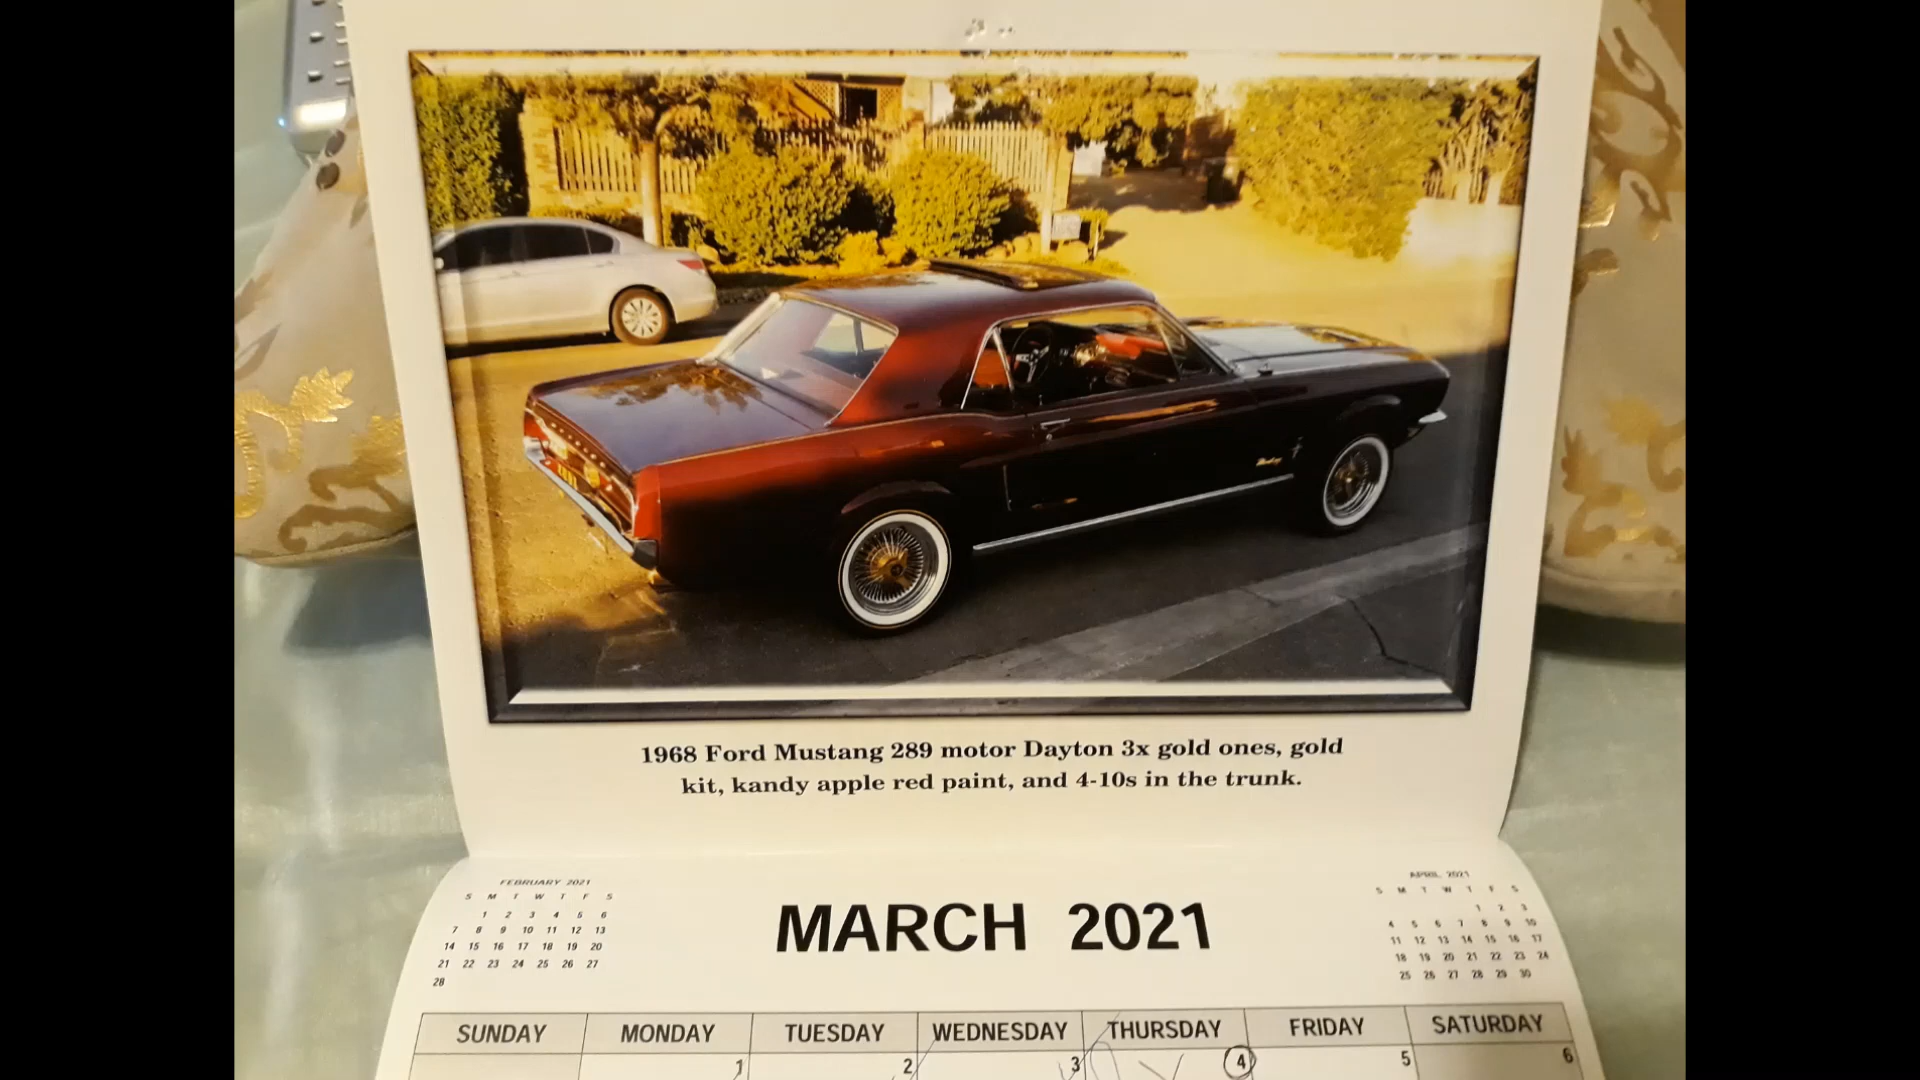 1968 Ford Mustang 289 motor Dayton 3x gold ones, gold
kit, kandy apple red paint, and 4-10s in the trunk.
FEBRUARY 2021
S M T W T F S
1 2 3 4 5 6
7 8 9 10 11 12 13
14 15 16 17 18 19 20
21 22 23 24 25 26 27
28
MARCH 2021
APRIL 2021
S M T W T F S
1 2 3
4 5 6 7 8 9 10
11 12 13 14 15 16 17
18 19 20 21 22 23 24
25 26 27 28 29 30
SUNDAY MONDAY TUESDAY WEDNESDAY THURSDAY FRIDAY SATURDAY
1 2 3 4 5 6